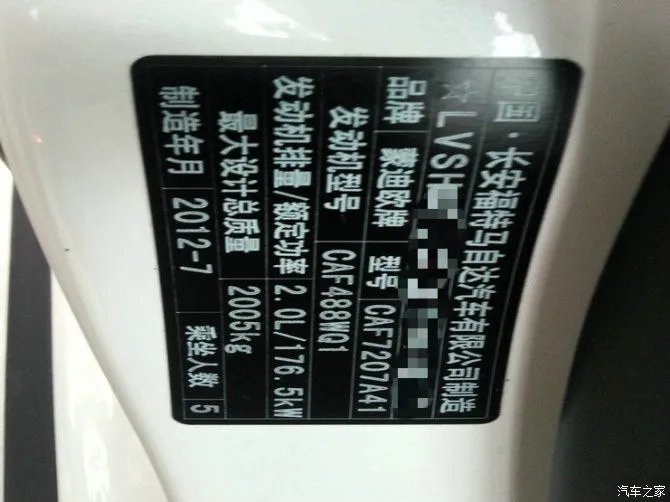 中国·长安福特马自达汽车有限公司制造
☆LVSH
品牌 蒙迪欧牌 型号 CAF7207A41
发动机型号 CAF488WQ1
发动机排量/额定功率 2.0L/176.5kW
最大设计总质量 2005kg
制造年月 2012-7 乘坐人数 5
汽车之家